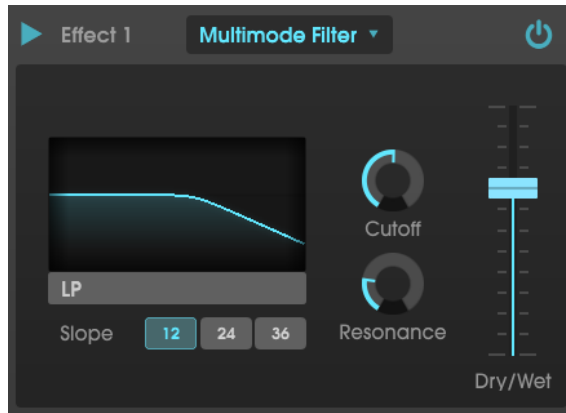 Effect 1 Multimode Filter
Cutoff
LP
Slope 12 24 36 Resonance
Dry/Wet